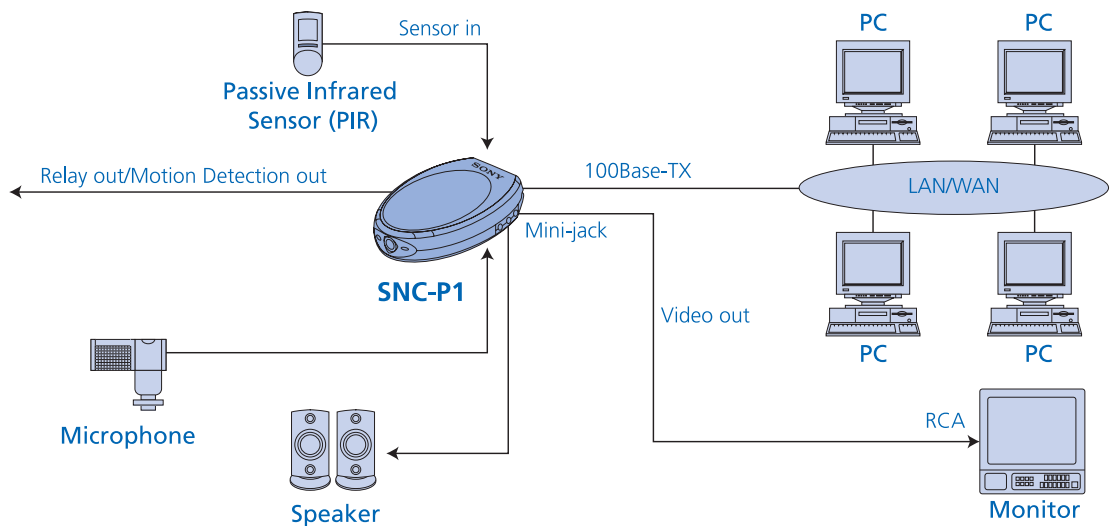 PC
PC
Sensor in
Passive Infrared
Sensor (PIR)
Relay out/Motion Detection out
SONY
100Base-TX
LAN/WAN
Mini-jack
SNC-P1
Video out
PC
PC
Microphone
RCA
Speaker
Monitor